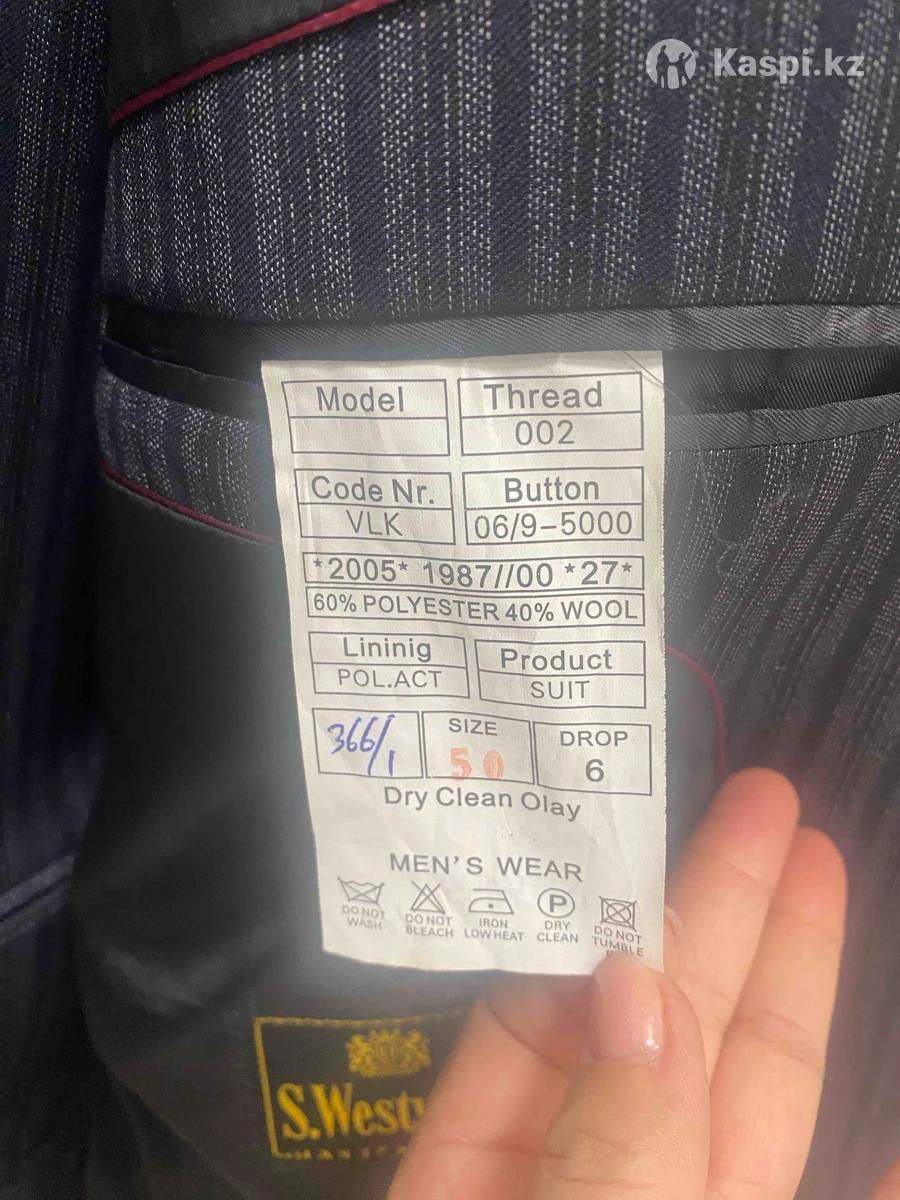 Kaspi.kz
Model
Thread
002
Code Nr.
VLK
Button
06/9-5000
*2005* 1987//00 *27*
60% POLYESTER 40% WOOL
Lininig
POL.ACT
Product
SUIT
366/1
SIZE
50
DROP
6
Dry Clean Olay
MEN'S WEAR
DO NOT
WASH
DO NOT
BLEACH
IRON
LOW HEAT
P
DRY
CLEAN
DO NOT
TUMBLE
S.West